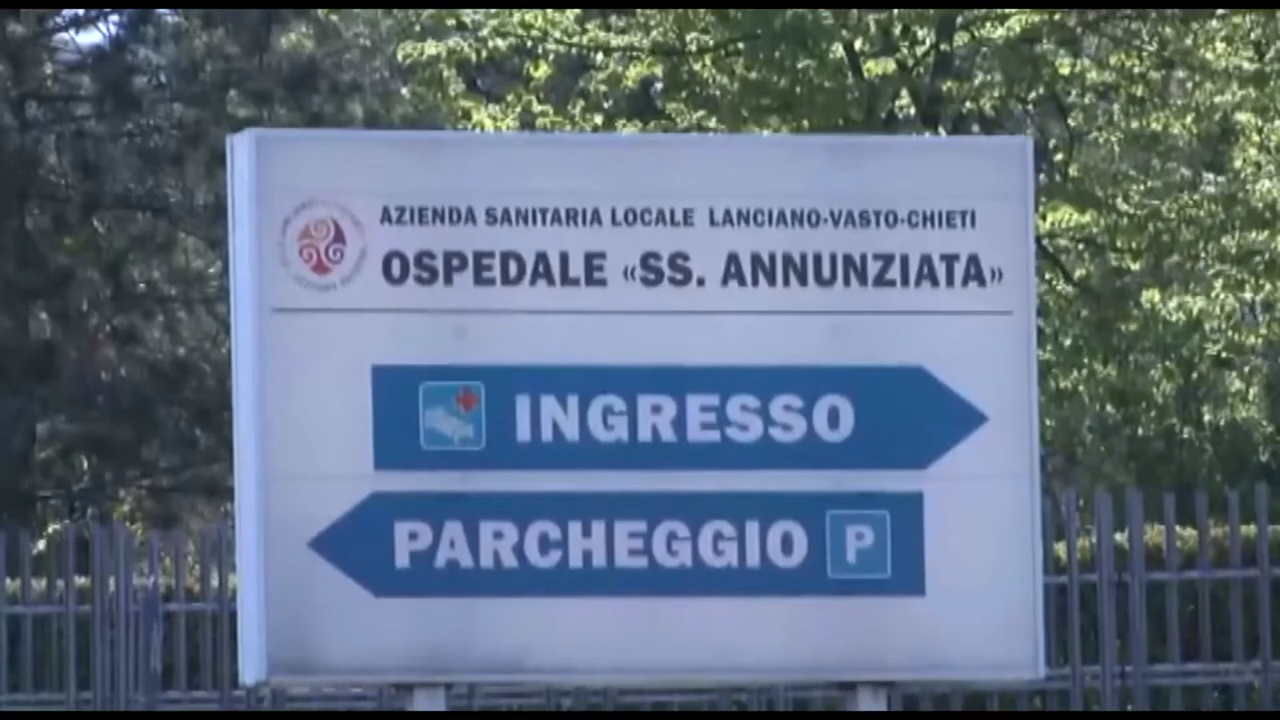 AZIENDA SANITARIA LOCALE LANCIANO-VASTO-CHIETI
OSPEDALE «SS. ANNUNZIATA»
INGRESSO
PARCHEGGIO P